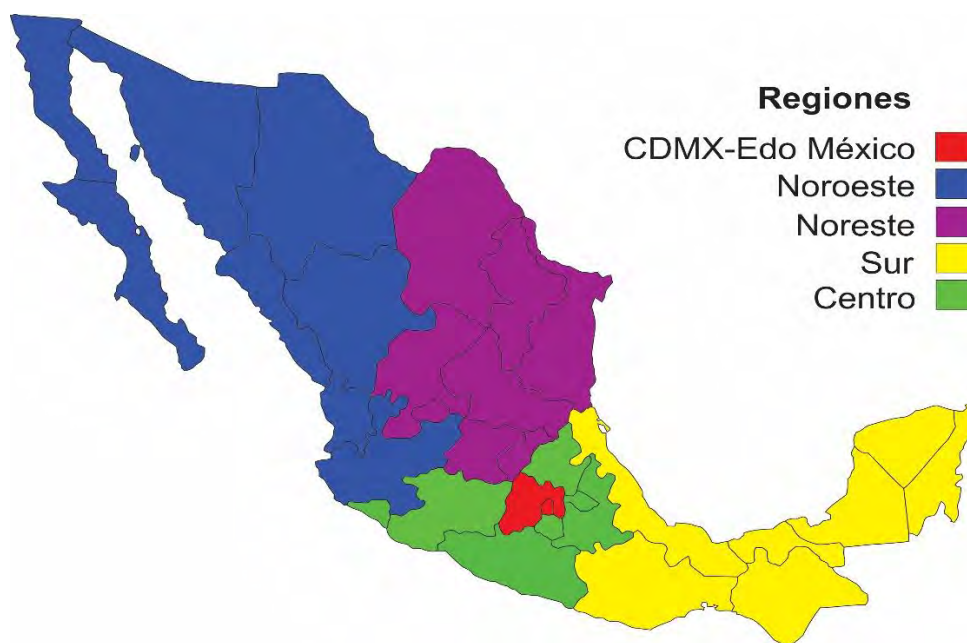 Regiones
CDMX-Edo México
Noroeste
Noreste
Sur
Centro